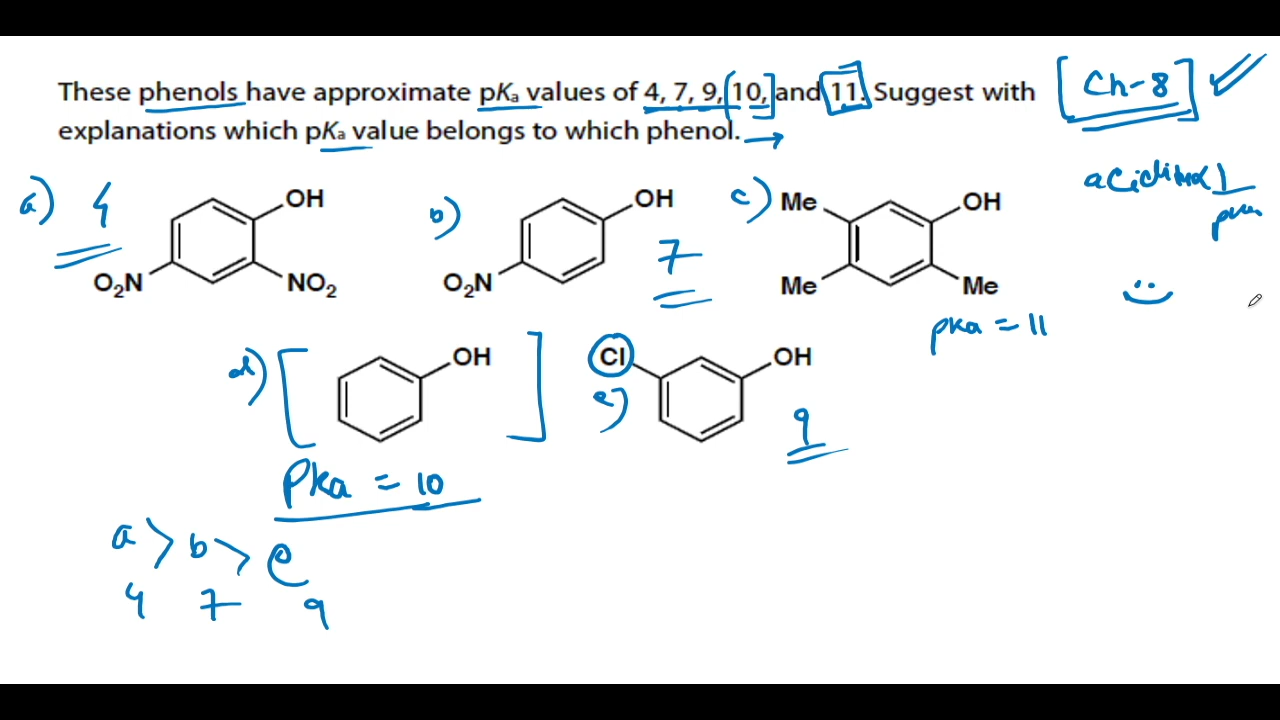 These phenols have approximate pKa values of 4, 7, 9, 10, and 11. Suggest with
explanations which pKa value belongs to which phenol.
[Ch-8]
a) 4
OH
O2N
NO2
b)
OH
O2N
7
c)
Me
OH
Me
Me
pka = 11
d)
OH
Pka = 10
e)
Cl
OH
9
a > b > e
4 7 9